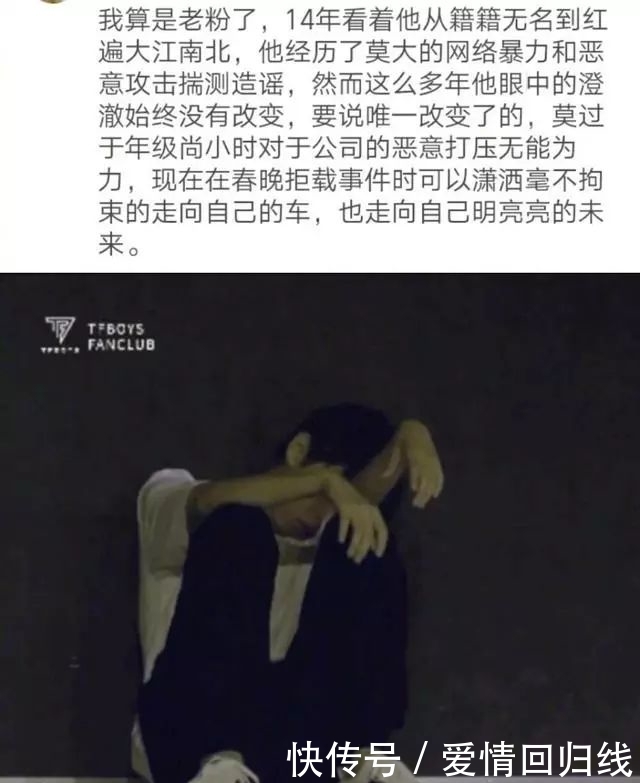 我算是老粉了，14年看着他从籍籍无名到红
遍大江南北，他经历了莫大的网络暴力和恶
意攻击揣测造谣，然而这么多年他眼中的澄
澈始终没有改变，要说唯一改变了的，莫过
于年级尚小时对于公司的恶意打压无能为
力，现在在春晚拒载事件时可以潇洒毫不拘
束的走向自己的车，也走向自己明亮亮的未
来。
TFBOYS
FANCLUB
TFBOYS
快传号 / 爱情回归线